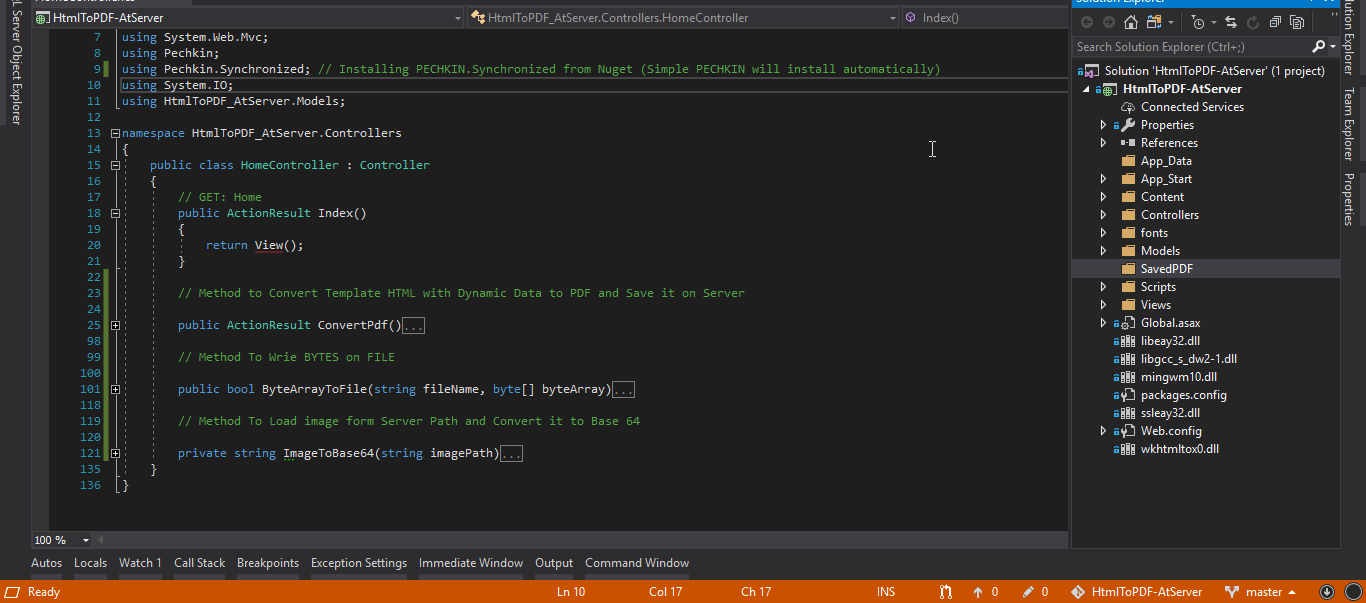 HtmlToPDF-AtServer
HtmlToPDF_AtServer.Controllers.HomeController
Index()
7 using System.Web.Mvc;
8 using Pechkin;
9 using Pechkin.Synchronized; // Installing PECHKIN.Synchronized from Nuget (Simple PECHKIN will install automatically)
10 using System.IO;
11 using HtmlToPDF_AtServer.Models;
12
13 namespace HtmlToPDF_AtServer.Controllers
14 {
15 public class HomeController : Controller
16 {
17 // GET: Home
18 public ActionResult Index()
19 {
20 return View();
21 }
22
23 // Method to Convert Template HTML with Dynamic Data to PDF and Save it on Server
24
25 public ActionResult ConvertPdf()...
98
99 // Method To Wrie BYTES on FILE
100
101 public bool ByteArrayToFile(string fileName, byte[] byteArray)...
118
119 // Method To Load image form Server Path and Convert it to Base 64
120
121 private string ImageToBase64(string imagePath)...
135 }
136 }
100 %
Autos Locals Watch 1 Call Stack Breakpoints Exception Settings Immediate Window Output Command Window
Ready Ln 10 Col 17 Ch 17 INS 0 0 HtmlToPDF-AtServer master
Search Solution Explorer (Ctrl+;)
Solution 'HtmlToPDF-AtServer' (1 project)
HtmlToPDF-AtServer
Connected Services
Properties
References
App_Data
App_Start
Content
Controllers
fonts
Models
SavedPDF
Scripts
Views
Global.asax
libeay32.dll
libgcc_s_dw2-1.dll
mingwm10.dll
packages.config
ssleay32.dll
Web.config
wkhtmltox0.dll
Server Object Explorer
Team Explorer
Properties